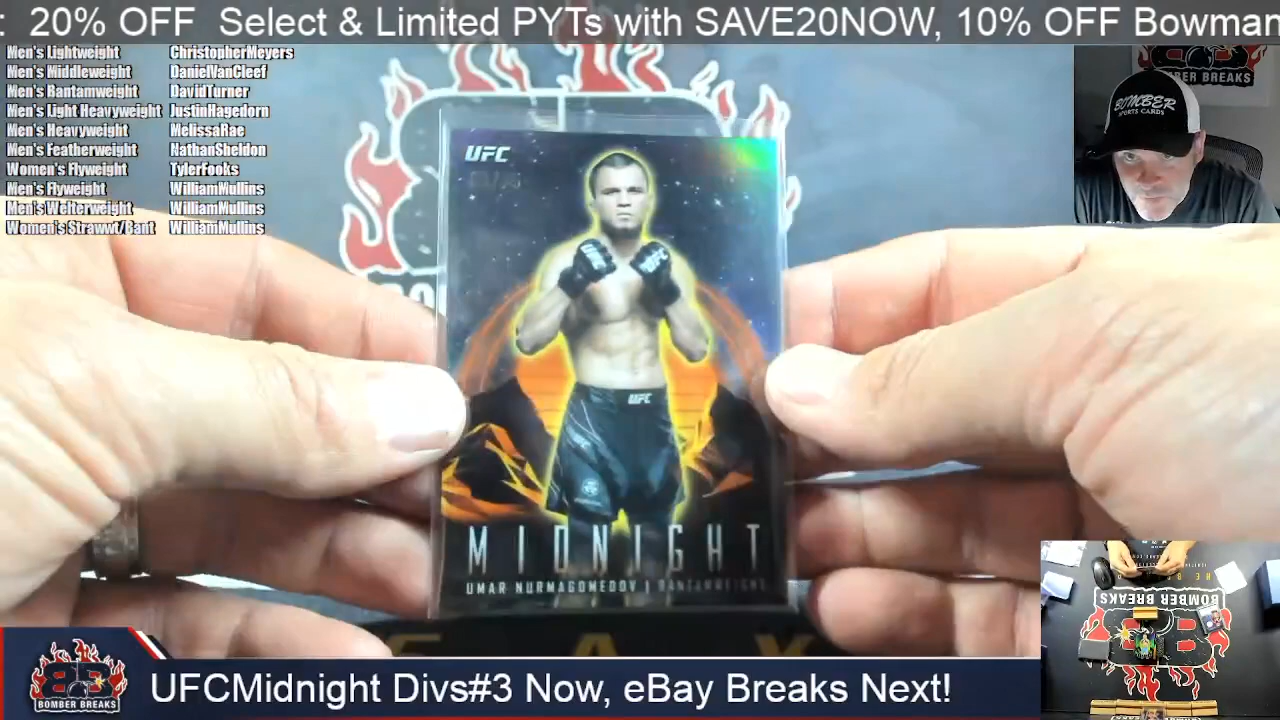 : 20% OFF Select & Limited PYTs with SAVE20NOW, 10% OFF Bowman
Men's Lightweight ChristopherMeyers
Men's Middleweight DanielVanCleef
Men's Bantamweight DavidTurner
Men's Light Heavyweight JustinHagedorn
Men's Heavyweight MelissaRae
Men's Featherweight NathanSheldon
Women's Flyweight TylerFooks
Men's Flyweight WilliamMullins
Men's Welterweight WilliamMullins
Women's Strawwt/Bant WilliamMullins
BOMBER BREAKS
BOMBER
SPORTS CARDS
UFC
UFC
UFC
MIDNIGHT
UMAR NURMAGOMEDOV | BANTAMWEIGHT
BOMBER BREAKS
BOMBER BREAKS
UFCMidnight Divs#3 Now, eBay Breaks Next!